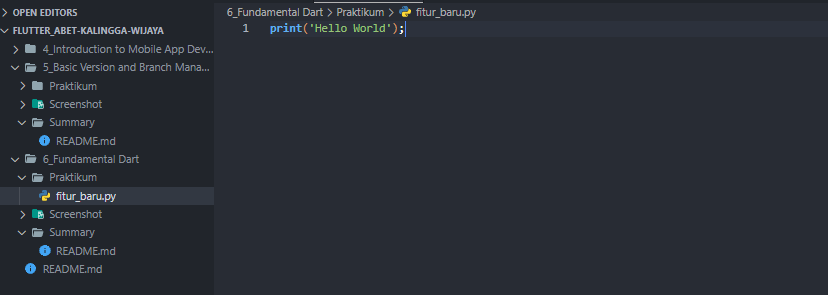 OPEN EDITORS
FLUTTER_ABET-KALINGGA-WIJAYA
4_Introduction to Mobile App Dev...
5_Basic Version and Branch Mana...
Praktikum
Screenshot
Summary
README.md
6_Fundamental Dart
Praktikum
fitur_baru.py
Screenshot
Summary
README.md
README.md
6_Fundamental Dart > Praktikum > fitur_baru.py
1 print('Hello World');